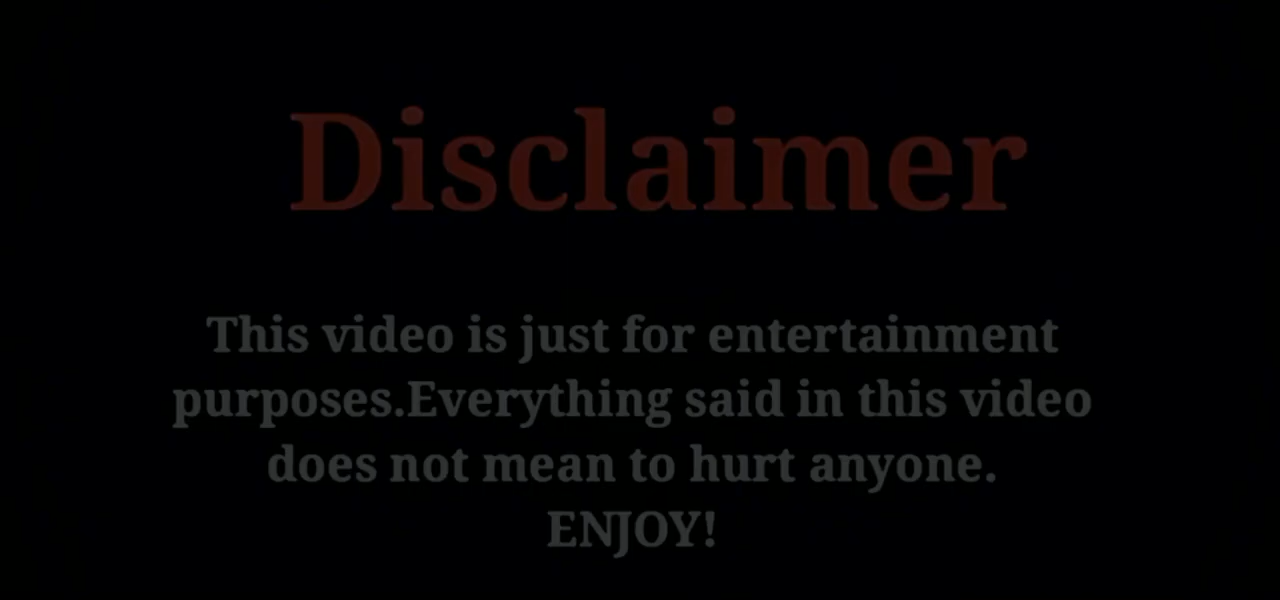 Disclaimer
This video is just for entertainment
purposes.Everything said in this video
does not mean to hurt anyone.
ENJOY!